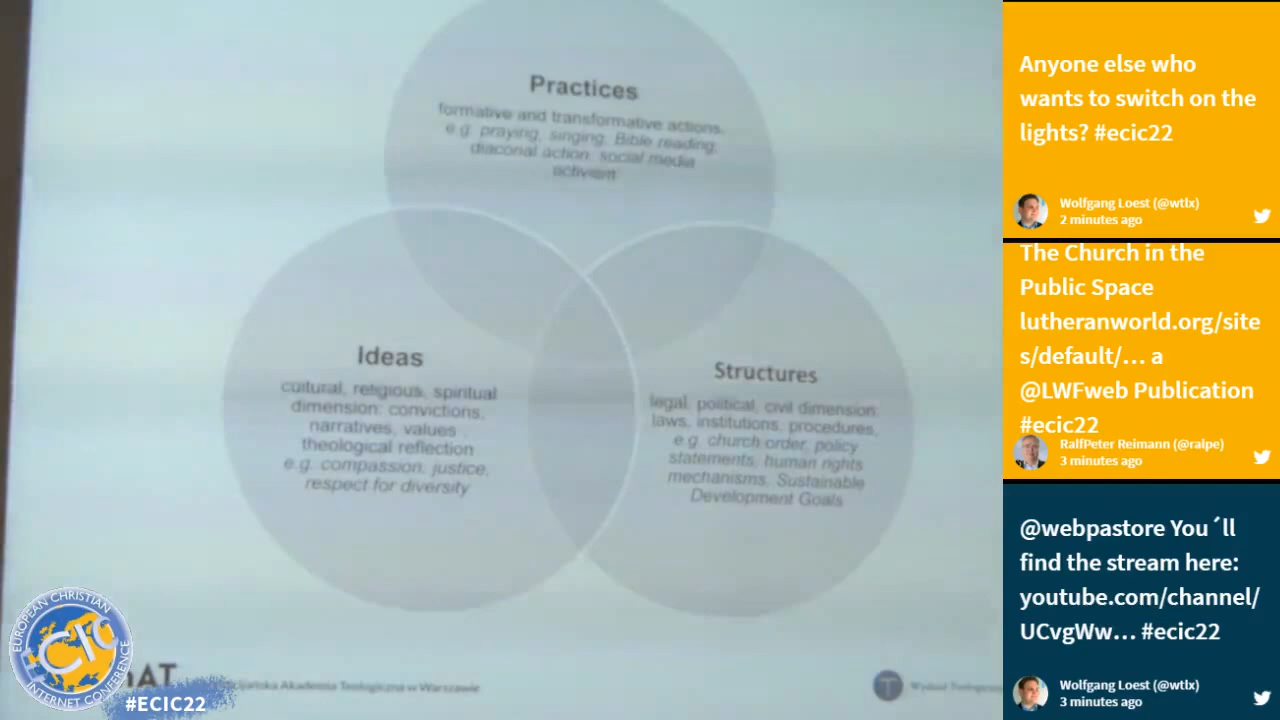 Practices
formative and transformative actions,
e.g. praying, singing, Bible reading,
diaconal action, social media
activism
Ideas
cultural, religious, spiritual
dimension: convictions,
narratives, values,
theological reflection
e.g. compassion, justice,
respect for diversity
Structures
legal, political, civil dimension:
laws, institutions, procedures,
e.g. church order, policy
statements, human rights
mechanisms, Sustainable
Development Goals
Akademia Teologiczna w Warszawie
EUROPEAN CHRISTIAN
INTERNET CONFERENCE
#ECIC22
Anyone else who
wants to switch on the
lights? #ecic22
Wolfgang Loest (@wtlx)
2 minutes ago
The Church in the
Public Space
lutheranworld.org/site
s/default/… a
@LWFweb Publication
#ecic22
RalfPeter Reimann (@ralpe)
3 minutes ago
@webpastore You´ll
find the stream here:
youtube.com/channel/
UCvgWw… #ecic22
Wolfgang Loest (@wtlx)
3 minutes ago